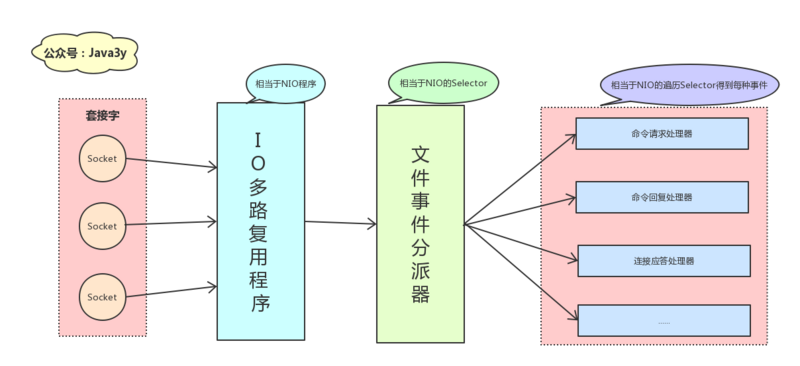 公众号：Java3y
相当于NIO程序
相当于NIO的Selector
相当于NIO的遍历Selector得到每种事件
套接字
Socket
Socket
Socket
IO多路复用程序
文件事件分派器
命令请求处理器
命令回复处理器
连接应答处理器
......